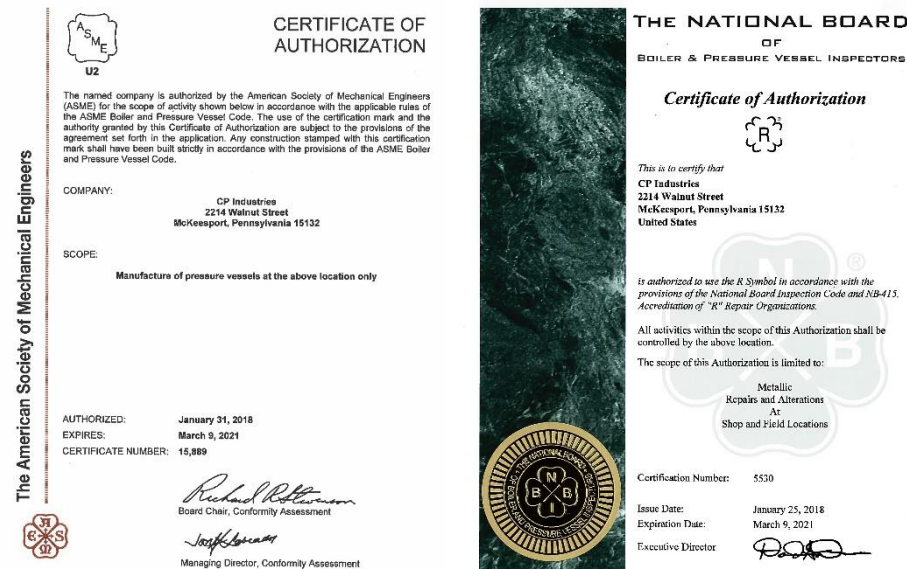 ASME
U2
CERTIFICATE OF
AUTHORIZATION
The named company is authorized by the American Society of Mechanical Engineers
(ASME) for the scope of activity shown below in accordance with the applicable rules of
the ASME Boiler and Pressure Vessel Code. The use of the certification mark and the
authority granted by this Certificate of Authorization are subject to the provisions of the
agreement set forth in the application. Any construction stamped with this certification
mark shall have been built strictly in accordance with the provisions of the ASME Boiler
and Pressure Vessel Code.
COMPANY:
CP Industries
2214 Walnut Street
McKeesport, Pennsylvania 15132
SCOPE:
Manufacture of pressure vessels at the above location only
AUTHORIZED: January 31, 2018
EXPIRES: March 9, 2021
CERTIFICATE NUMBER: 15,889
Board Chair, Conformity Assessment
Managing Director, Conformity Assessment
The American Society of Mechanical Engineers
ASME
THE NATIONAL BOARD
OF
BOILER & PRESSURE VESSEL INSPECTORS
Certificate of Authorization
R
This is to certify that
CP Industries
2214 Walnut Street
McKeesport, Pennsylvania 15132
United States
is authorized to use the R Symbol in accordance with the
provisions of the National Board Inspection Code and NB-415,
Accreditation of "R" Repair Organizations.
All activities within the scope of this Authorization shall be
controlled by the above location.
The scope of this Authorization is limited to:
Metallic
Repairs and Alterations
At
Shop and Field Locations
Certification Number: 5530
Issue Date: January 25, 2018
Expiration Date: March 9, 2021
Executive Director
N
B B
I
THE NATIONAL BOARD
OF BOILER AND PRESSURE VESSEL INSPECTORS
N
B
®